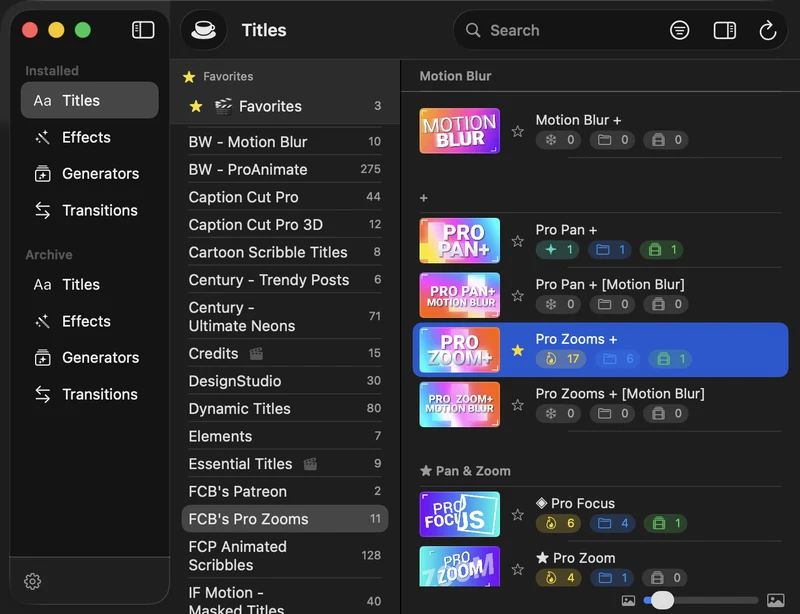 Titles
Search
Installed
Aa Titles
Effects
Generators
Transitions
Archive
Aa Titles
Effects
Generators
Transitions
Favorites
Favorites 3
BW - Motion Blur 10
BW - ProAnimate 275
Caption Cut Pro 44
Caption Cut Pro 3D 12
Cartoon Scribble Titles 8
Century - Trendy Posts 6
Century -
Ultimate Neons 71
Credits 15
DesignStudio 30
Dynamic Titles 80
Elements 7
Essential Titles 9
FCB's Patreon 2
FCB's Pro Zooms 11
FCP Animated
Scribbles 128
IF Motion -
Masked Titles 40
Motion Blur
MOTION
BLUR
Motion Blur +
0 0 0
+
PRO
PAN+
Pro Pan +
1 1 1
PRO PAN+
MOTION BLUR
Pro Pan + [Motion Blur]
0 0 0
PRO
ZOOM+
Pro Zooms +
17 6 1
PRO ZOOM+
MOTION BLUR
Pro Zooms + [Motion Blur]
0 0 0
Pan & Zoom
PRO
FOCUS
Pro Focus
6 4 1
PRO
ZOOM
Pro Zoom
4 1 0